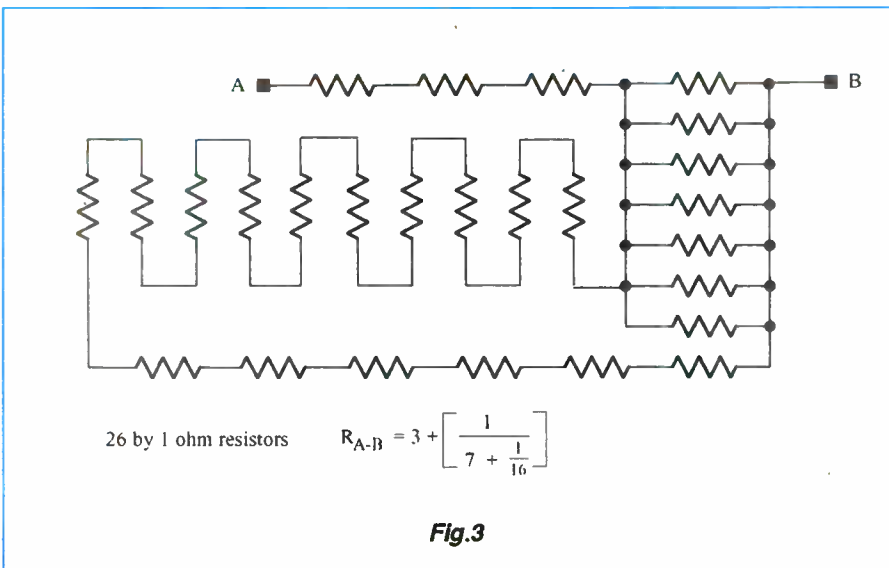 A B
26 by 1 ohm resistors R_A-B = 3 + [ 1 / (7 + 1/16) ]
Fig.3